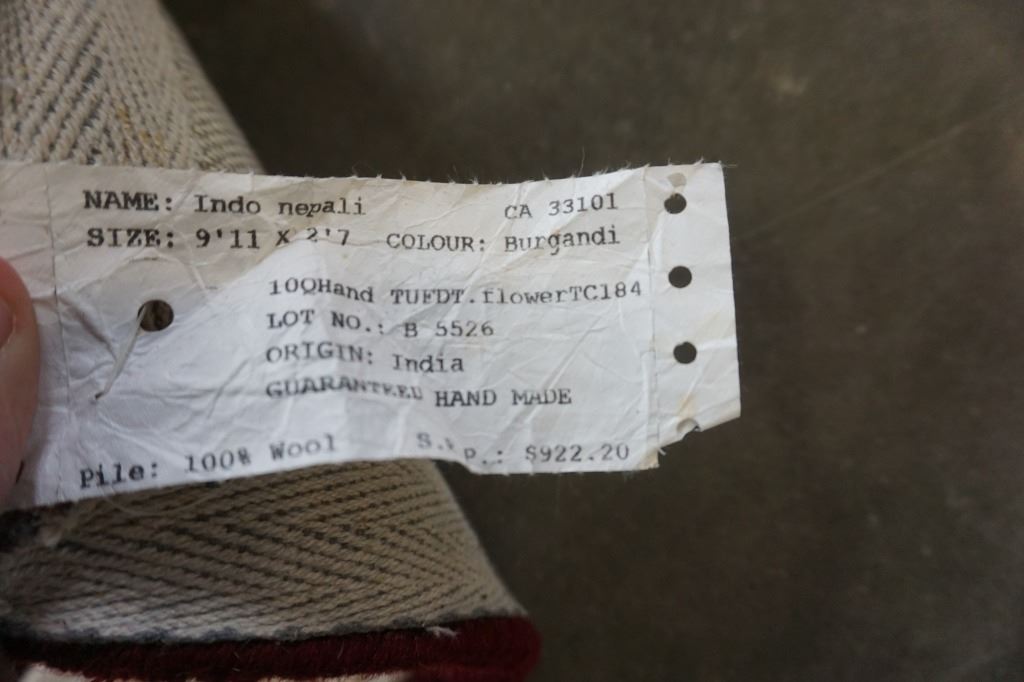 NAME: Indo nepali CA 33101
SIZE: 9'11 X 2'7 COLOUR: Burgandi
10QHand TUFDT.flowerTC184
LOT NO.: B 5526
ORIGIN: India
GUARANTEED HAND MADE
Pile: 100% Wool $922.20